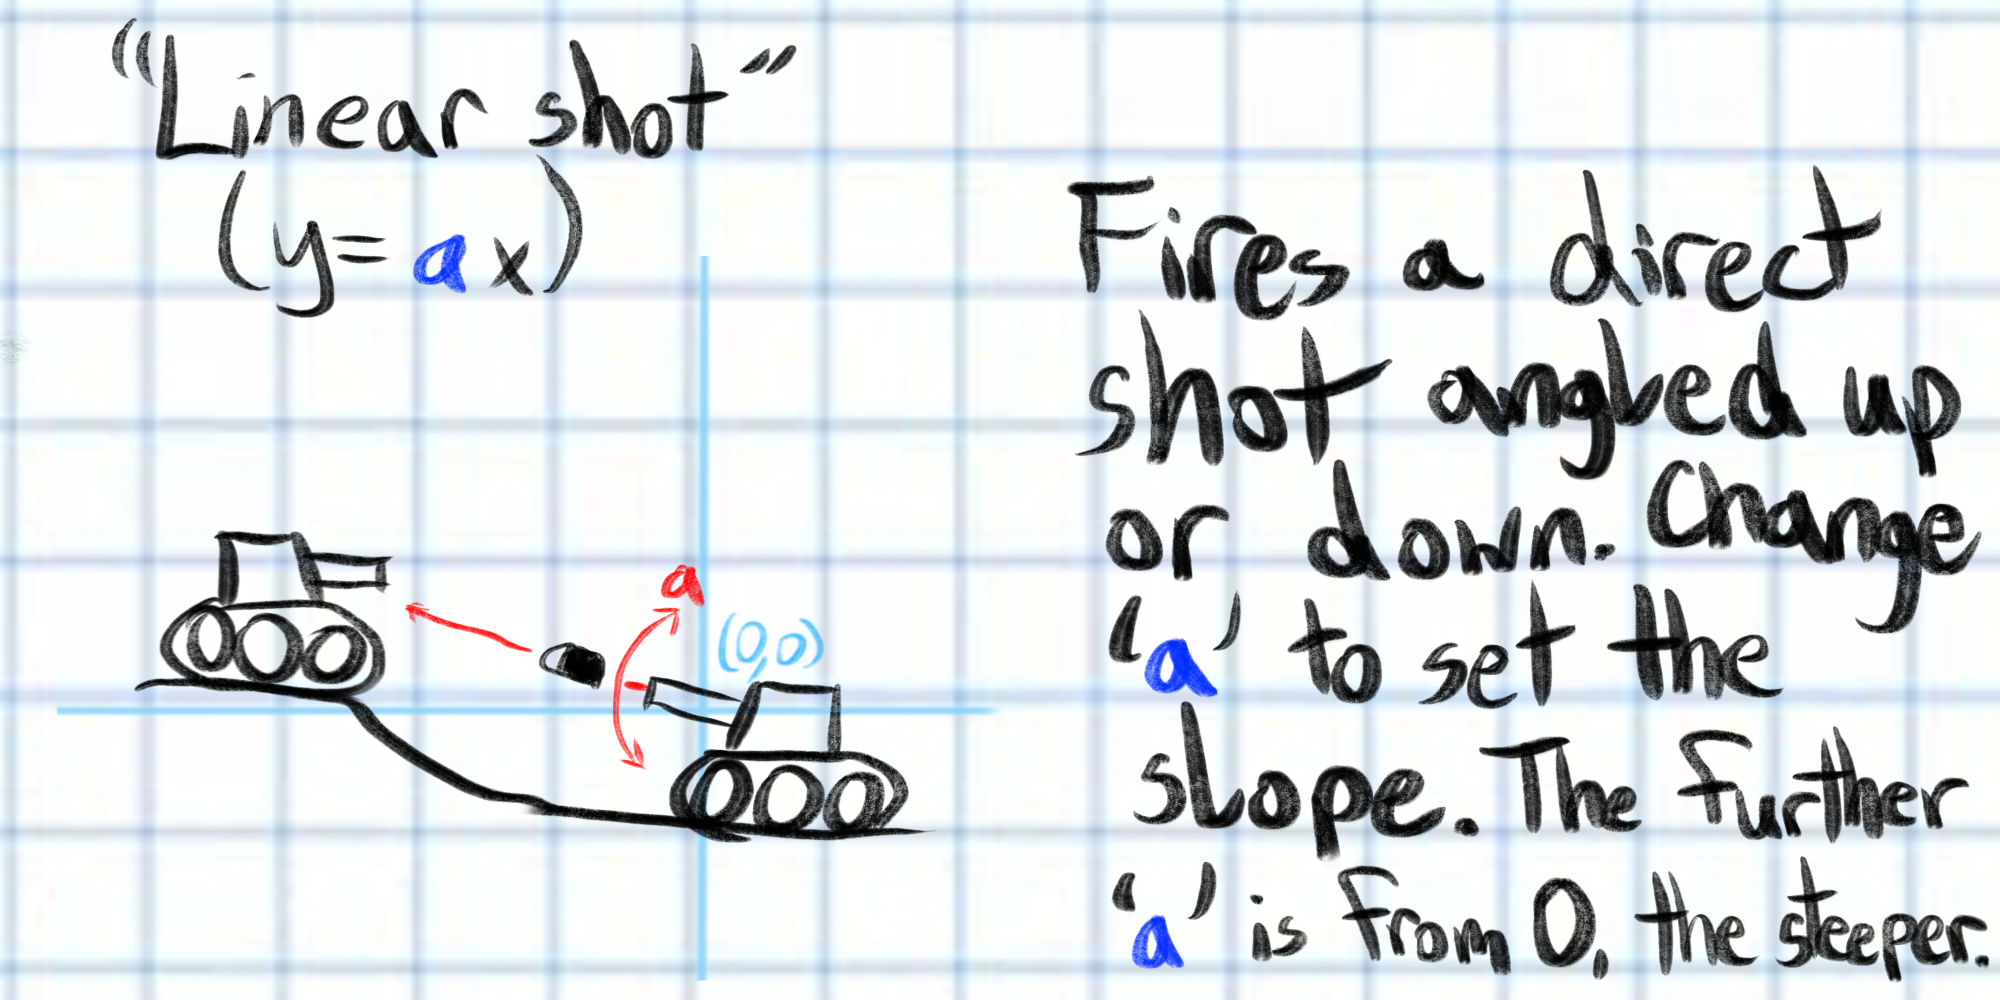 "Linear shot"
(y=ax)
Fires a direct
shot angled up
or down. Change
'a' to set the
slope. The further
'a' is from 0, the steeper.
a
(0,0)